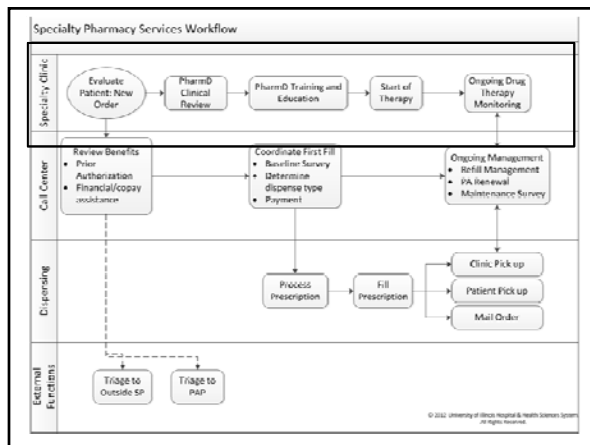 Specialty Pharmacy Services Workflow
Specialty Clinic
Evaluate
Patient: New
Order
PharmD
Clinical
Review
PharmD Training and
Education
Start of
Therapy
Ongoing Drug
Therapy
Monitoring
Call Center
Review Benefits
• Prior
Authorization
• Financial/copay
assistance
Coordinate First Fill
• Baseline Survey
• Determine
dispense type
• Payment
Ongoing Management
• Refill Management
• PA Renewal
• Maintenance Survey
Dispensing
Process
Prescription
Fill
Prescription
Clinic Pick up
Patient Pick up
Mail Order
External
Functions
Triage to
Outside SP
Triage to
PAP
© 2012 University of Illinois Hospital & Health Sciences System
All Rights Reserved.